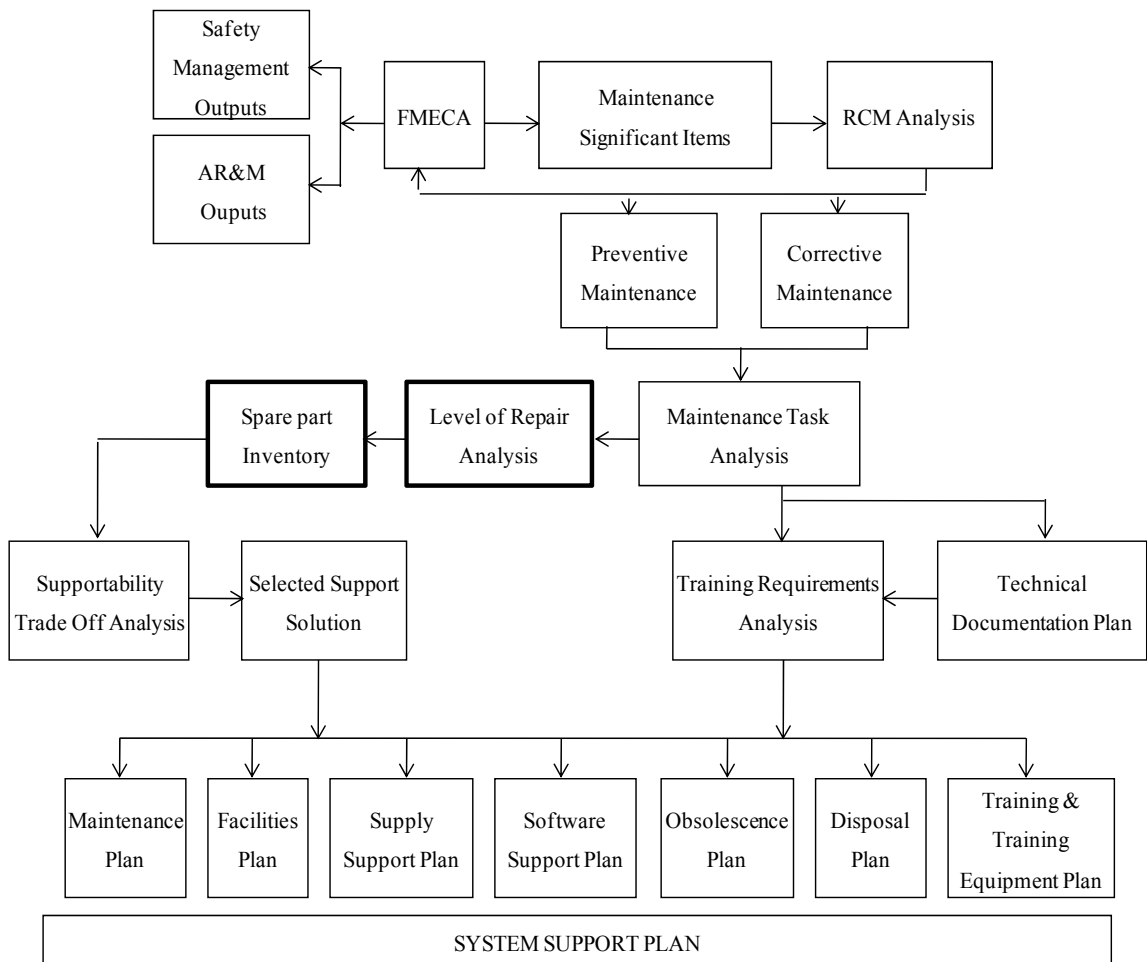 Safety
Management
Outputs
FMECA
Maintenance
Significant Items
RCM Analysis
AR&M
Ouputs
Preventive
Maintenance
Corrective
Maintenance
Spare part
Inventory
Level of Repair
Analysis
Maintenance Task
Analysis
Supportability
Trade Off Analysis
Selected Support
Solution
Training Requirements
Analysis
Technical
Documentation Plan
Maintenance
Plan
Facilities
Plan
Supply
Support Plan
Software
Support Plan
Obsolescence
Plan
Disposal
Plan
Training &
Training
Equipment Plan
SYSTEM SUPPORT PLAN